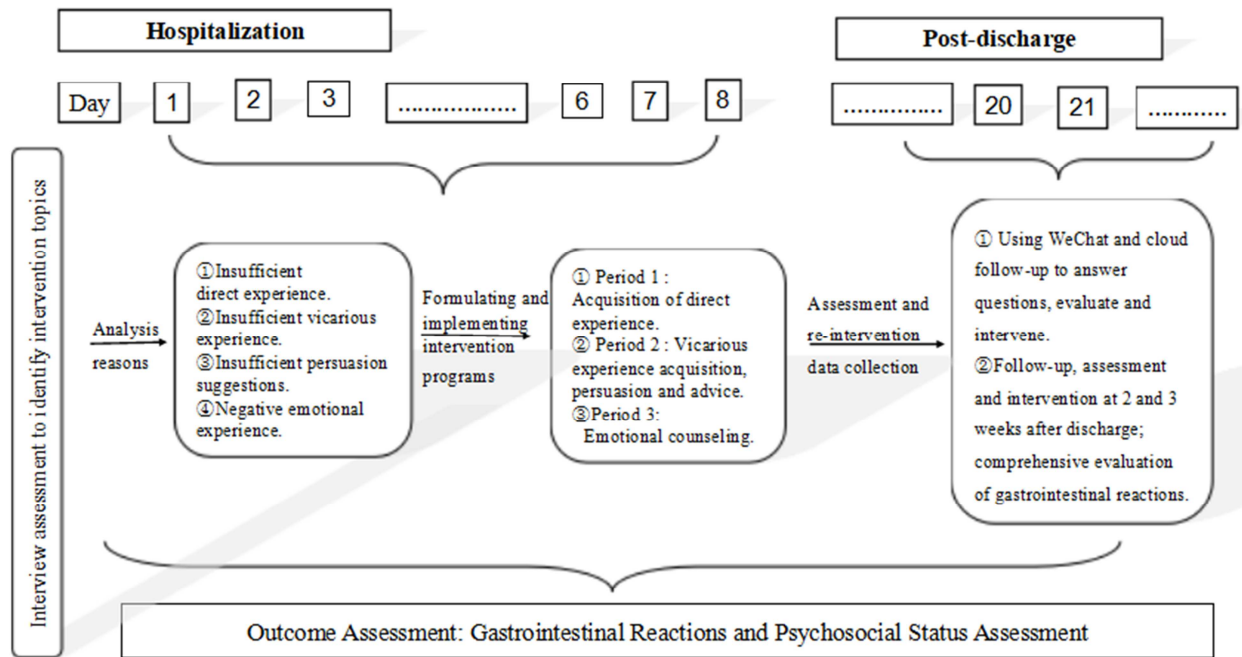 Hospitalization
Post-discharge
Day
1
2
3
..................
6
7
8
...............
20
21
............
Interview assessment to identify intervention topics
Analysis
reasons
①Insufficient
direct experience.
②Insufficient vicarious
experience.
③Insufficient persuasion
suggestions.
④Negative emotional
experience.
Formulating and
implementing
intervention
programs
① Period 1 :
Acquisition of direct
experience.
② Period 2 : Vicarious
experience acquisition,
persuasion and advice.
③Period 3:
Emotional counseling.
Assessment and
re-intervention
data collection
① Using WeChat and cloud
follow-up to answer
questions, evaluate and
intervene.
②Follow-up, assessment
and intervention at 2 and 3
weeks after discharge;
comprehensive evaluation
of gastrointestinal reactions.
Outcome Assessment: Gastrointestinal Reactions and Psychosocial Status Assessment